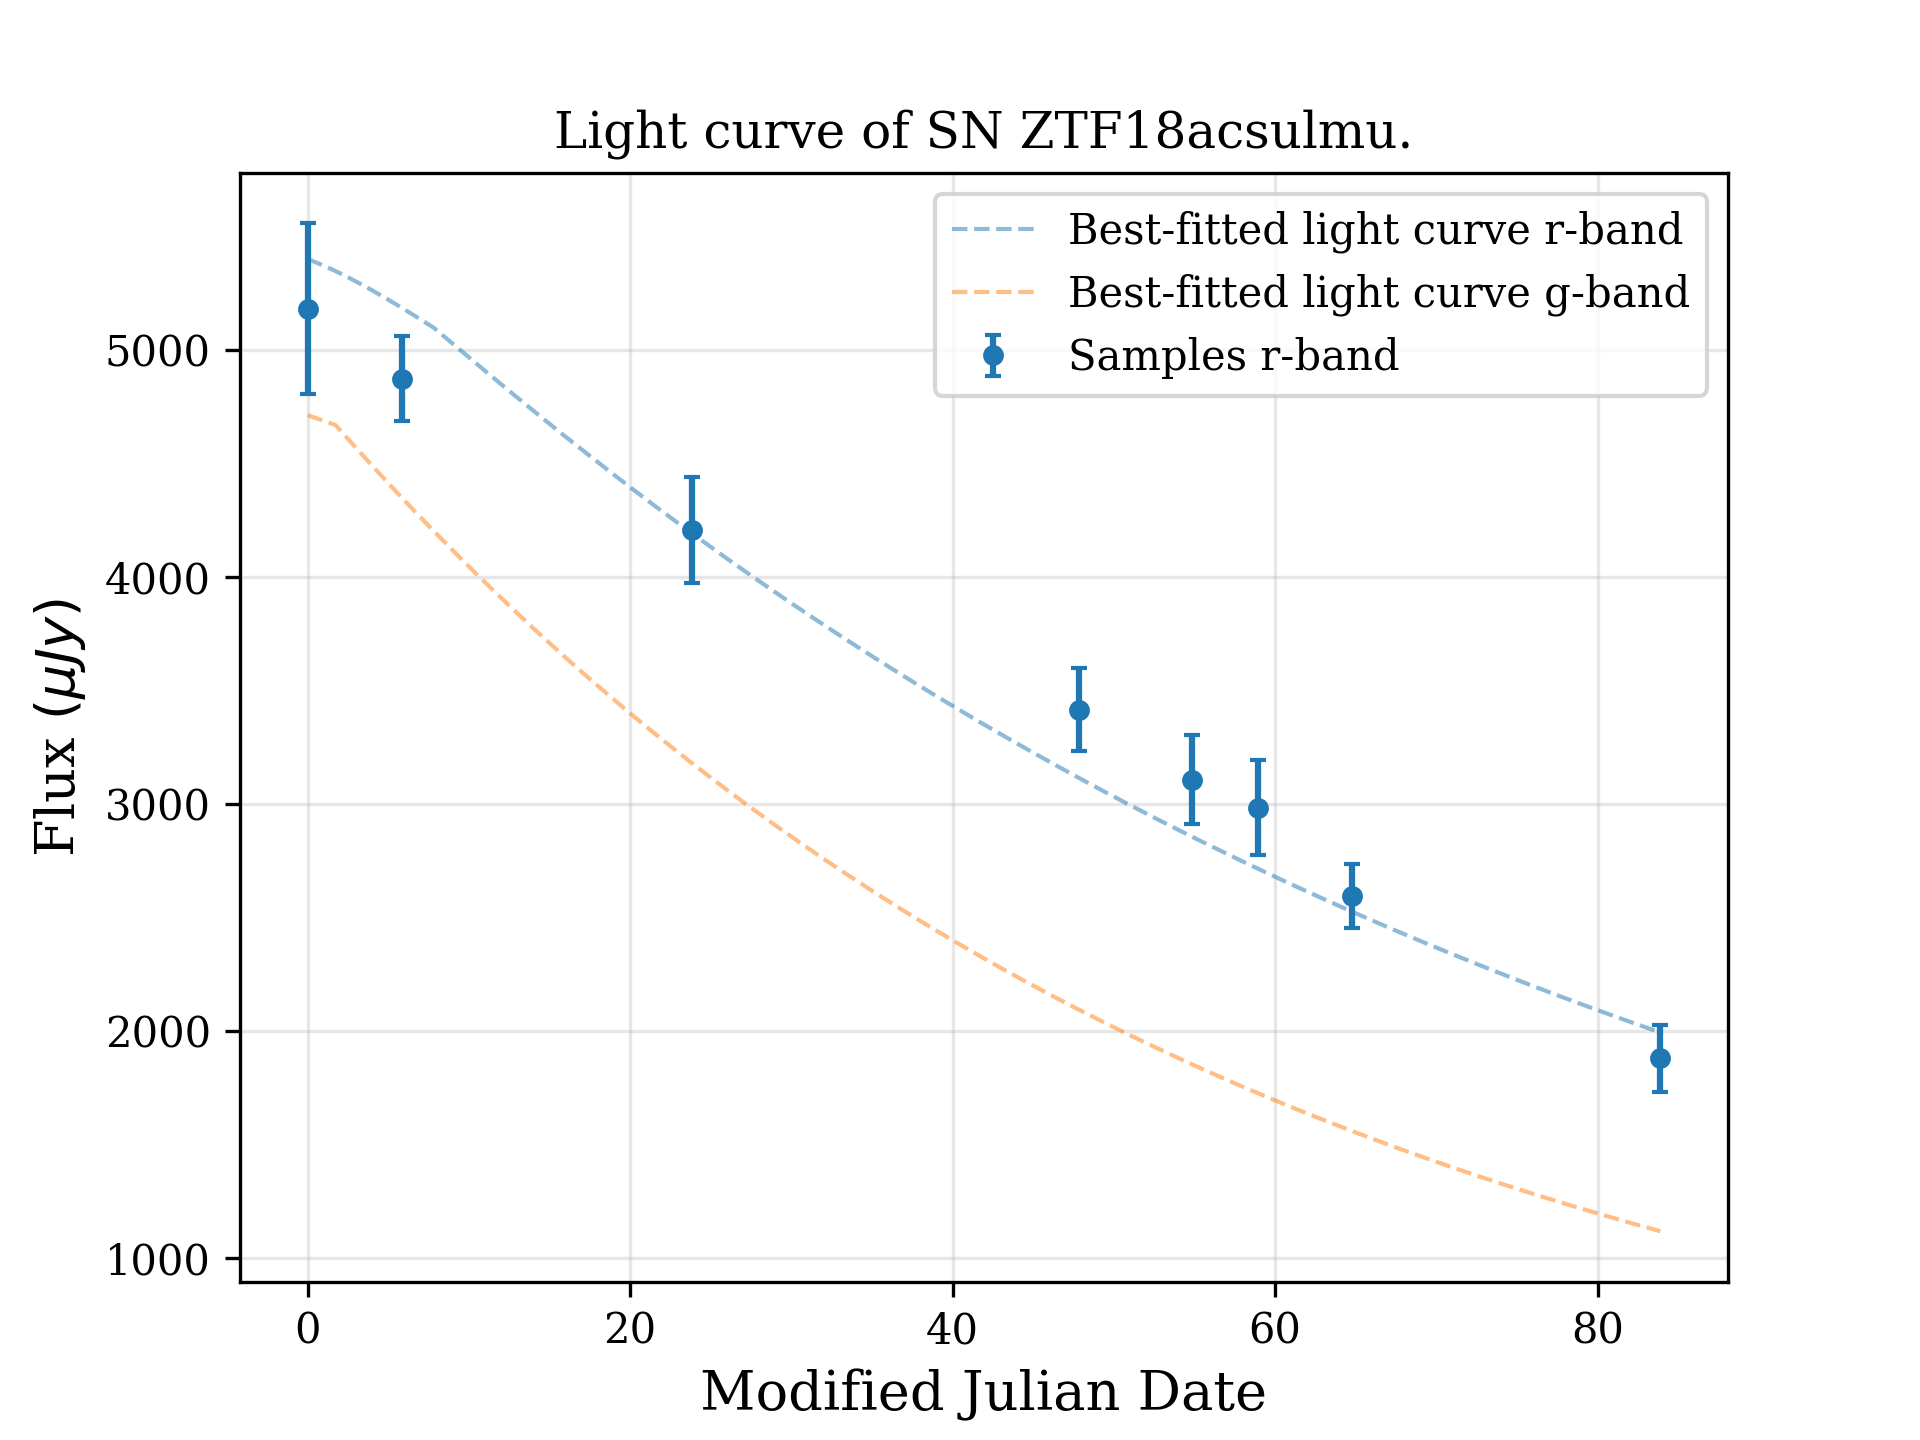 Light curve of SN ZTF18acsulmu.
Best-fitted light curve r-band
Best-fitted light curve g-band
Samples r-band
Flux (μJy)
5000
4000
3000
2000
1000
0 20 40 60 80
Modified Julian Date